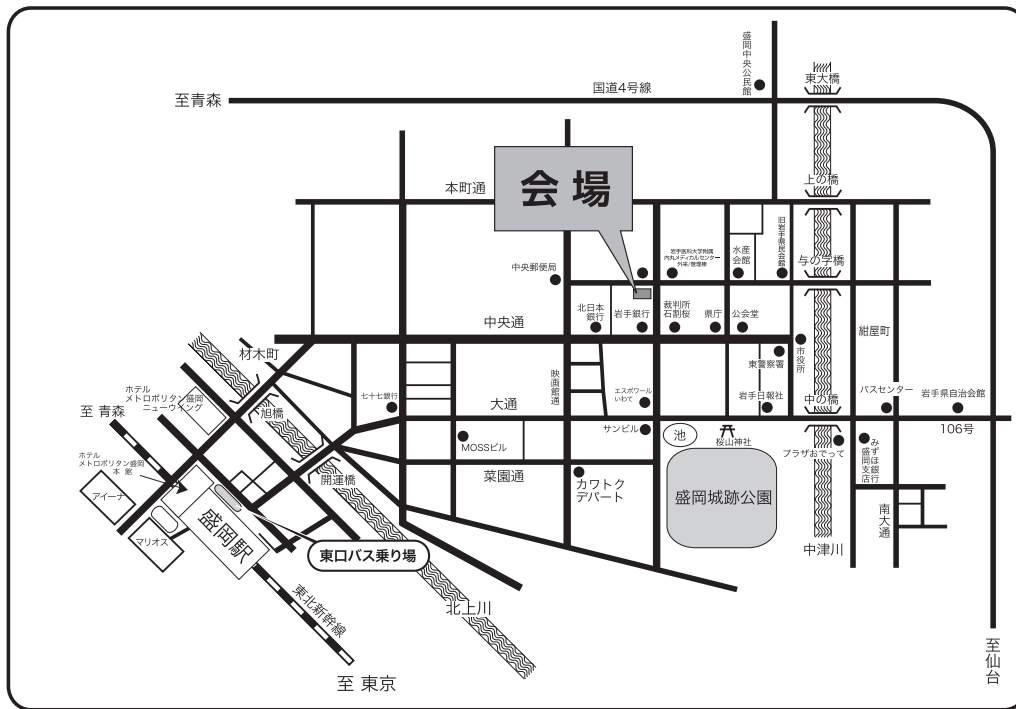 盛岡中央公民館
東大橋
至青森
国道4号線
上の橋
本町通
会場
中央郵便局
岩手医科大学附属
内丸メディカルセンター
外来/管理棟
水産
会館
旧岩手県民会館
与の字橋
北日本
銀行
岩手銀行
裁判所
石割桜
県庁
公会堂
中央通
市役所
紺屋町
材木町
東警察署
ホテル
メトロポリタン盛岡
ニューウイング
旭橋
七十七銀行
映画館通
エスポワール
いわて
岩手日報社
中の橋
バスセンター
岩手県自治会館
至 青森
大通
106号
サンビル
池
桜山神社
プラザおでって
みずほ銀行
盛岡支店
MOSSビル
ホテル
メトロポリタン盛岡
本 館
開運橋
菜園通
カワトク
デパート
盛岡城跡公園
アイーナ
南大通
盛岡駅
マリオス
東口バス乗り場
中津川
東北新幹線
北上川
至 東京
至仙台